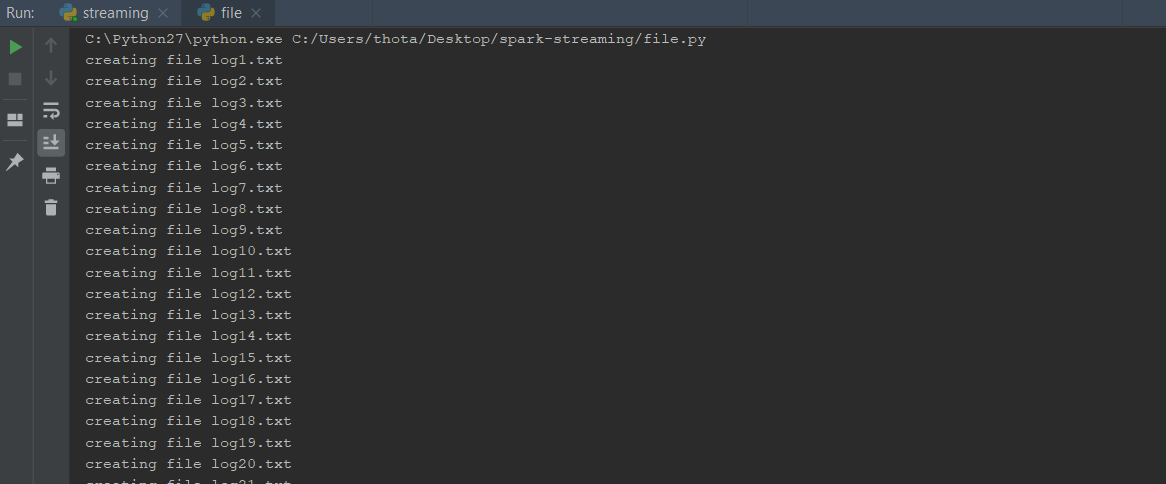 Run: streaming file
C:\Python27\python.exe C:/Users/thota/Desktop/spark-streaming/file.py
creating file log1.txt
creating file log2.txt
creating file log3.txt
creating file log4.txt
creating file log5.txt
creating file log6.txt
creating file log7.txt
creating file log8.txt
creating file log9.txt
creating file log10.txt
creating file log11.txt
creating file log12.txt
creating file log13.txt
creating file log14.txt
creating file log15.txt
creating file log16.txt
creating file log17.txt
creating file log18.txt
creating file log19.txt
creating file log20.txt
creating file log21.txt